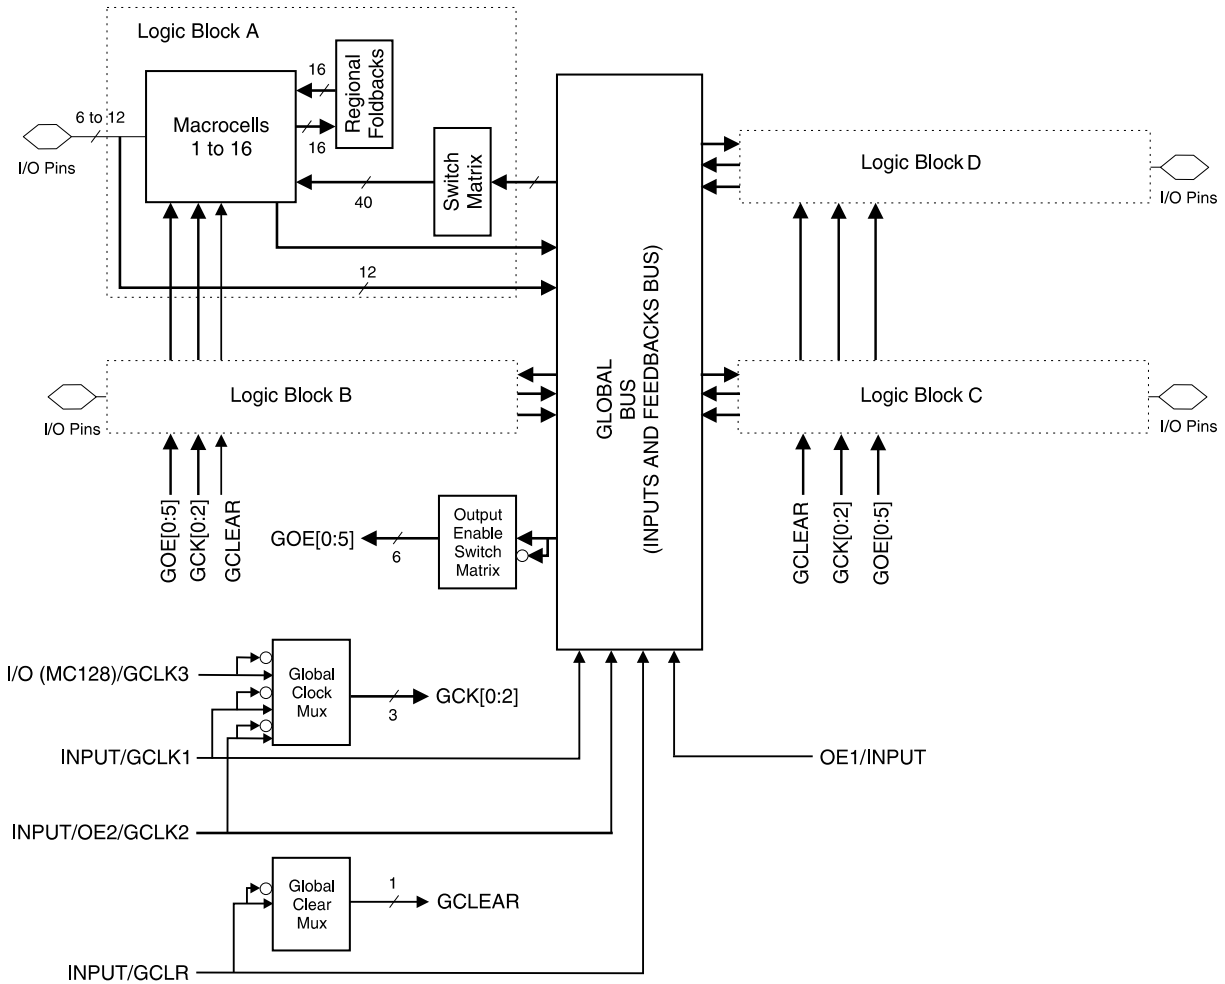 Logic Block A
Macrocells
1 to 16
16
16
Regional
Foldbacks
6 to 12
I/O Pins
40
Switch
Matrix
12
Logic Block D
I/O Pins
Logic Block B
I/O Pins
GLOBAL
BUS
(INPUTS AND FEEDBACKS BUS)
Logic Block C
I/O Pins
GOE[0:5]
GCK[0:2]
GCLEAR
GCLEAR
GCK[0:2]
GOE[0:5]
GOE[0:5]
6
Output
Enable
Switch
Matrix
I/O (MC128)/GCLK3
Global
Clock
Mux
3
GCK[0:2]
INPUT/GCLK1
OE1/INPUT
INPUT/OE2/GCLK2
Global
Clear
Mux
1
GCLEAR
INPUT/GCLR